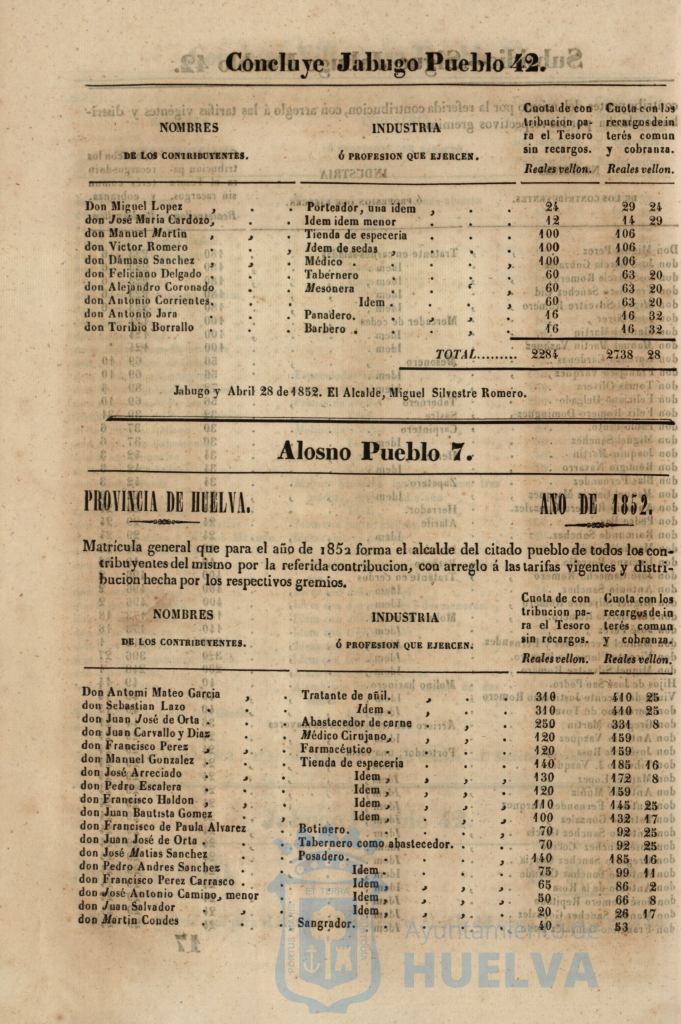 Concluye Jabugo Pueblo 42.
NOMBRES
DE LOS CONTRIBUYENTES.
INDUSTRIA
Ó PROFESION QUE EJERCEN.
Cuota de con
tribucion pa-
ra el Tesoro
sin recargos.
Reales vellon.
Cuota con los
recargos de in
terés comun
y cobranza.
Reales vellon.
Don Miguel Lopez , . Porteador, una idem , . . 24 29 24
don José Maria Cardozo, . Idem idem menor . . 12 14 29
don Manuel Martin , , Tienda de especeria . . 100 106
don Victor Romero , Idem de sedas , . . 100 106
don Dámaso Sanchez , . Médico . . . . , 100 106
don Feliciano Delgado . . Tabernero . . . 60 63 20
don Alejandro Coronado . Mesonera . . , 60 63 20
don Antonio Corrientes. . Idem . . . . 60 63 20
don Antonio Jara . . Panadero. , . , 16 16 32
don Toribio Borrallo . . Barbero . . . . 16 16 32
TOTAL......... 2284 2738 28
Jabugo y Abril 28 de 1852. El Alcalde, Miguel Silvestre Romero.
Alosno Pueblo 7.
PROVINCIA DE HUELVA. AÑO DE 1852.
Matrícula general que para el año de 1852 forma el alcalde del citado pueblo de todos los con-
tribuyentes del mismo por la referida contribucion, con arreglo á las tarifas vigentes y distri-
bucion hecha por los respectivos gremios.
NOMBRES
DE LOS CONTRIBUYENTES.
INDUSTRIA
Ó PROFESION QUE EJERCEN.
Cuota de con
tribucion pa-
ra el Tesoro
sin recargos.
Reales vellon.
Cuota con los
recargos de in
terés comun
y cobranza.
Reales vellon.
Don Antomi Mateo Garcia , . Tratante de añil. , . . 310 410 25
don Sebastian Lazo . . Idem . . . . 310 410 25
don Juan José de Orta . . Abastecedor de carne . . 250 331 8
don Juan Carvallo y Diaz . Médico Cirujano, . . 120 159
don Francisco Perez , . Farmacéutico . . . 120 159
don Manuel Gonzalez . . Tienda de especería . . 140 185 16
don José Arreciado . , Idem , , , , 130 172 8
don Pedro Escalera . . Idem , , . . 120 159
don Francisco Haldon , , Idem , , , , 110 145 25
don Juan Bautista Gomez . Idem , , , . 100 132 17
don Francisco de Paula Alvarez Botinero. . . . 70 92 25
don Juan José de Orta . . Tabernero como abastecedor. . . 70 92 25
don José Matias Sanchez . Posadero. . . . 140 185 16
don Pedro Andres Sanchez . Idem . . . . 75 99 11
don Francisco Perez Carrasco . . Idem , , , , 65 86 2
don José Antonio Camino, menor Idem , , , , 50 66 8
don Juan Salvador . , Idem , , , , 20 26 17
don Martin Condes . . Sangrador. . . . 40 53
Ayuntamiento de
HUELVA